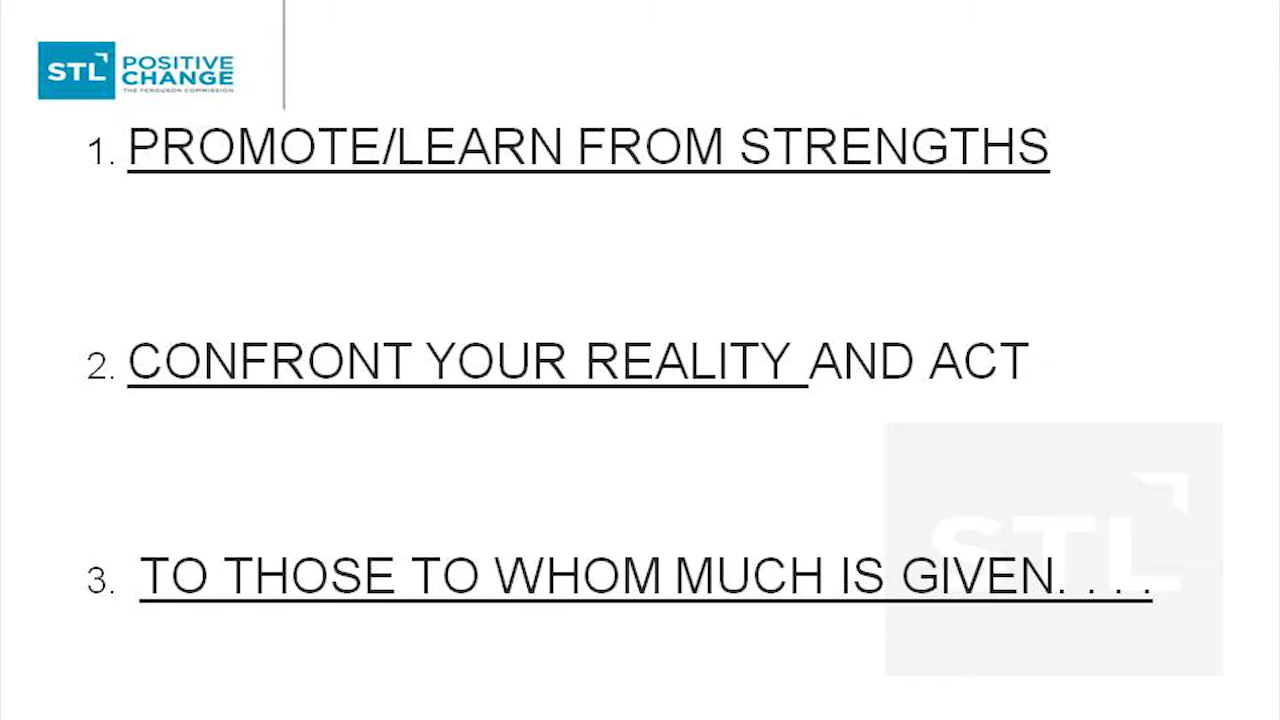 STL POSITIVE
CHANGE
THE FERGUSON COMMISSION
1. PROMOTE/LEARN FROM STRENGTHS
2. CONFRONT YOUR REALITY AND ACT
3. TO THOSE TO WHOM MUCH IS GIVEN. . . .
STL